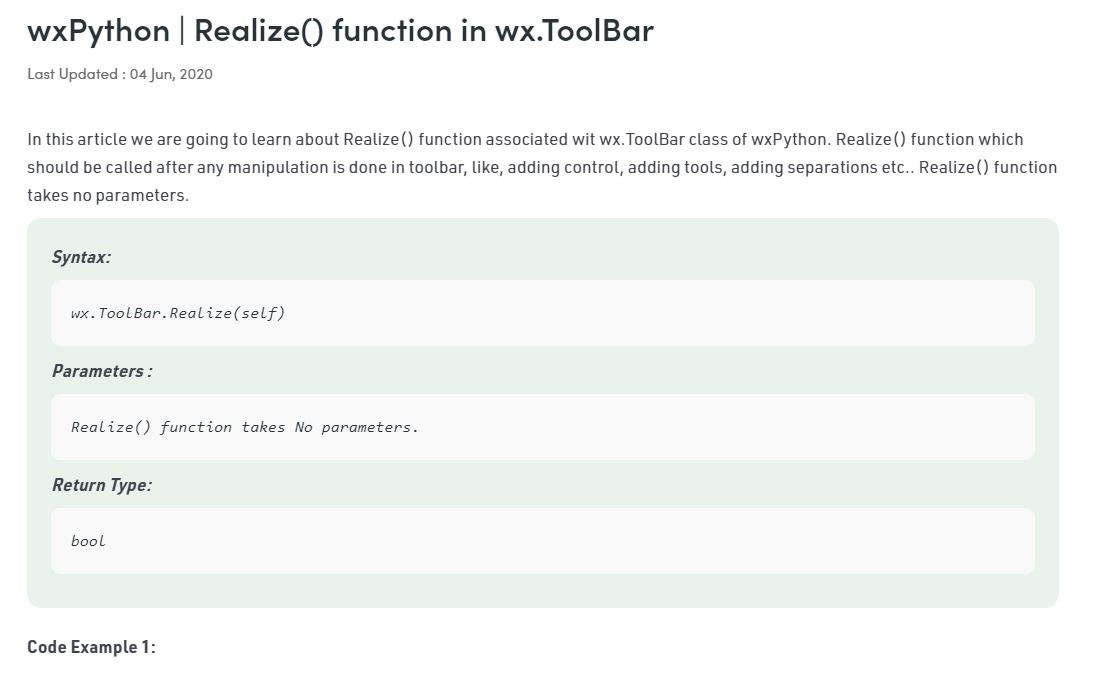 wxPython | Realize() function in wx.ToolBar
Last Updated : 04 Jun, 2020
In this article we are going to learn about Realize() function associated wit wx.ToolBar class of wxPython. Realize() function which
should be called after any manipulation is done in toolbar, like, adding control, adding tools, adding separations etc.. Realize() function
takes no parameters.
Syntax:
wx.ToolBar.Realize(self)
Parameters :
Realize() function takes No parameters.
Return Type:
bool
Code Example 1: